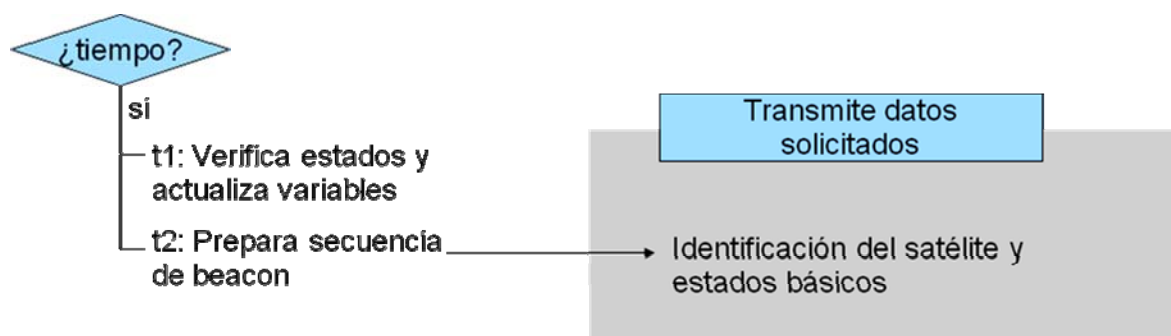 ¿tiempo?
sí
t1: Verifica estados y
actualiza variables
t2: Prepara secuencia
de beacon
Transmite datos
solicitados
Identificación del satélite y
estados básicos